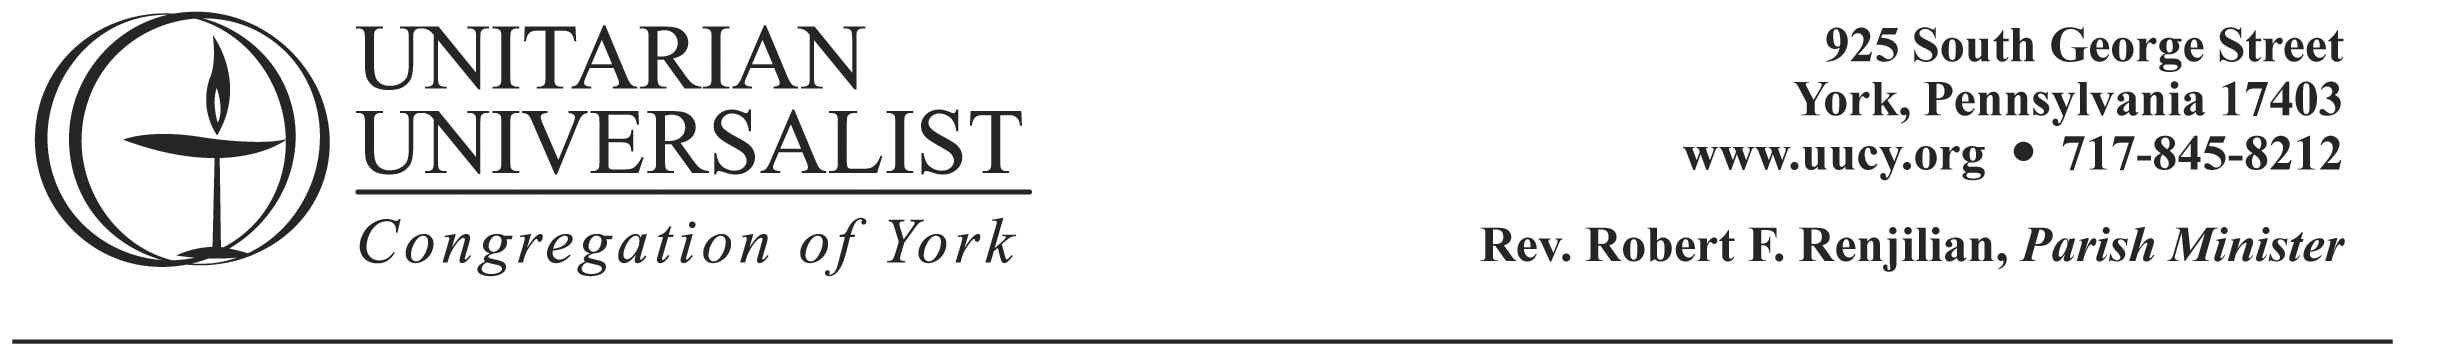 UNITARIAN
UNIVERSALIST
Congregation of York
925 South George Street
York, Pennsylvania 17403
www.uucy.org • 717-845-8212
Rev. Robert F. Renjilian, Parish Minister